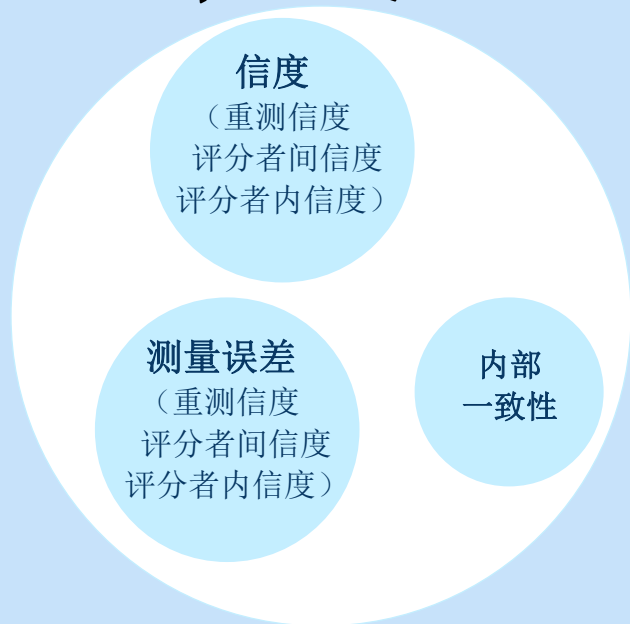 信度
（重测信度
评分者间信度
评分者内信度）
测量误差
（重测信度
评分者间信度
评分者内信度）
内部
一致性